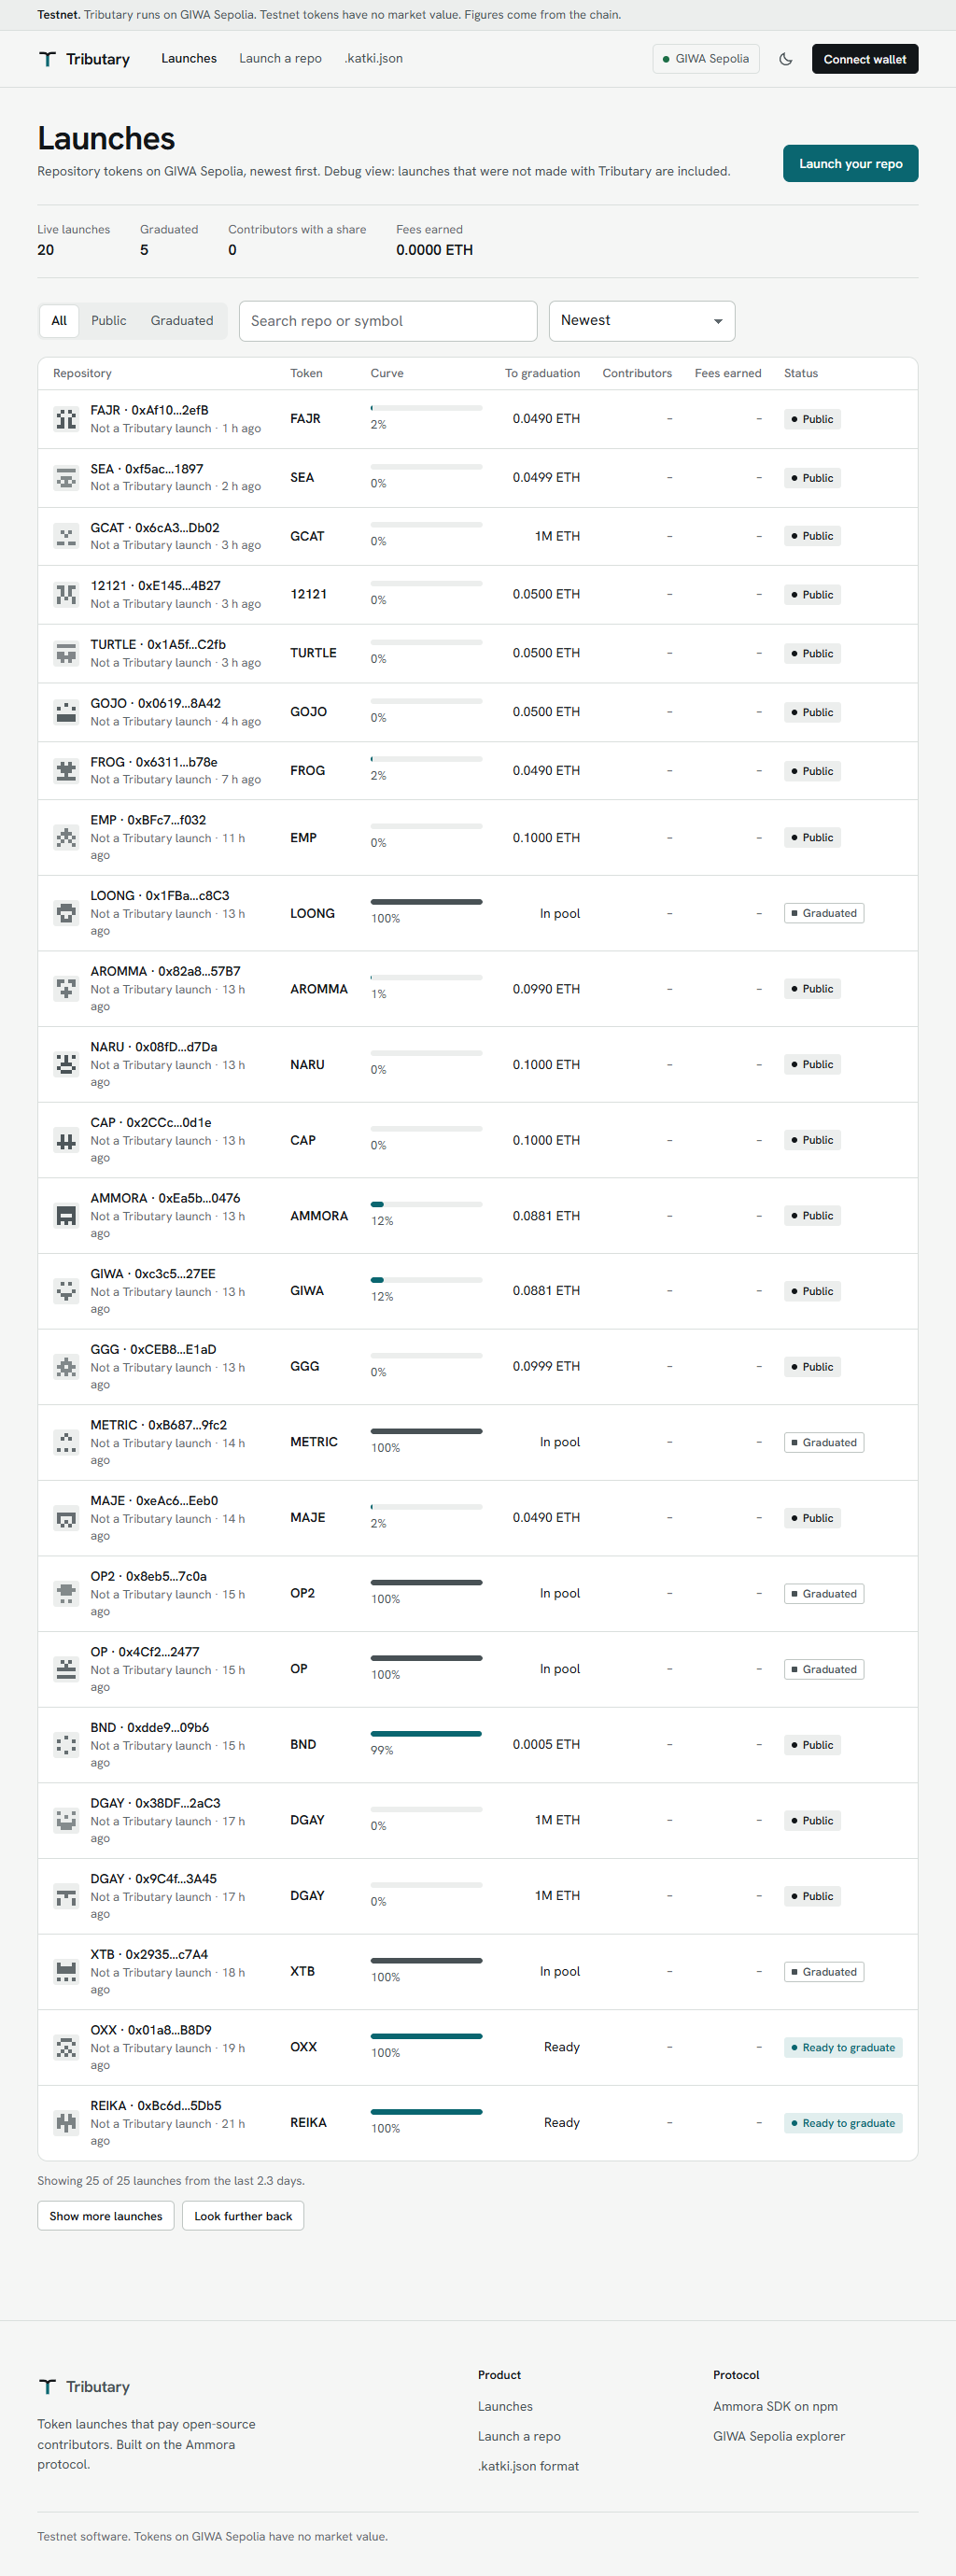 Testnet. Tributary runs on GIWA Sepolia. Testnet tokens have no market value. Figures come from the chain.
Tributary Launches Launch a repo .katki.json GIWA Sepolia Connect wallet
Launches
Repository tokens on GIWA Sepolia, newest first. Debug view: launches that were not made with Tributary are included.
Launch your repo
Live launches Graduated Contributors with a share Fees earned
20 5 0 0.0000 ETH
All Public Graduated Search repo or symbol Newest
Repository Token Curve To graduation Contributors Fees earned Status
FAJR · 0xAf10…2efB
Not a Tributary launch · 1 h ago
FAJR 2% 0.0490 ETH – – Public
SEA · 0xf5ac…1897
Not a Tributary launch · 2 h ago
SEA 0% 0.0499 ETH – – Public
GCAT · 0x6cA3…Db02
Not a Tributary launch · 3 h ago
GCAT 0% 1M ETH – – Public
12121 · 0xE145…4B27
Not a Tributary launch · 3 h ago
12121 0% 0.0500 ETH – – Public
TURTLE · 0x1A5f…C2fb
Not a Tributary launch · 3 h ago
TURTLE 0% 0.0500 ETH – – Public
GOJO · 0x0619…8A42
Not a Tributary launch · 4 h ago
GOJO 0% 0.0500 ETH – – Public
FROG · 0x6311…b78e
Not a Tributary launch · 7 h ago
FROG 2% 0.0490 ETH – – Public
EMP · 0xBFc7…f032
Not a Tributary launch · 11 h
ago
EMP 0% 0.1000 ETH – – Public
LOONG · 0x1FBa…c8C3
Not a Tributary launch · 13 h
ago
LOONG 100% In pool – – Graduated
AROMMA · 0x82a8…57B7
Not a Tributary launch · 13 h
ago
AROMMA 1% 0.0990 ETH – – Public
NARU · 0x08fD…d7Da
Not a Tributary launch · 13 h
ago
NARU 0% 0.1000 ETH – – Public
CAP · 0x2CCc…0d1e
Not a Tributary launch · 13 h
ago
CAP 0% 0.1000 ETH – – Public
AMMORA · 0xEa5b…0476
Not a Tributary launch · 13 h
ago
AMMORA 12% 0.0881 ETH – – Public
GIWA · 0xc3c5…27EE
Not a Tributary launch · 13 h
ago
GIWA 12% 0.0881 ETH – – Public
GGG · 0xCEB8…E1aD
Not a Tributary launch · 13 h
ago
GGG 0% 0.0999 ETH – – Public
METRIC · 0xB687…9fc2
Not a Tributary launch · 14 h
ago
METRIC 100% In pool – – Graduated
MAJE · 0xeAc6…Eeb0
Not a Tributary launch · 14 h
ago
MAJE 2% 0.0490 ETH – – Public
OP2 · 0x8eb5…7c0a
Not a Tributary launch · 15 h
ago
OP2 100% In pool – – Graduated
OP · 0x4Cf2…2477
Not a Tributary launch · 15 h
ago
OP 100% In pool – – Graduated
BND · 0xdde9…09b6
Not a Tributary launch · 15 h
ago
BND 99% 0.0005 ETH – – Public
DGAY · 0x38DF…2aC3
Not a Tributary launch · 17 h
ago
DGAY 0% 1M ETH – – Public
DGAY · 0x9C4f…3A45
Not a Tributary launch · 17 h
ago
DGAY 0% 1M ETH – – Public
XTB · 0x2935…c7A4
Not a Tributary launch · 18 h
ago
XTB 100% In pool – – Graduated
OXX · 0x01a8…B8D9
Not a Tributary launch · 19 h
ago
OXX 100% Ready – – Ready to graduate
REIKA · 0xBc6d…5Db5
Not a Tributary launch · 21 h
ago
REIKA 100% Ready – – Ready to graduate
Showing 25 of 25 launches from the last 2.3 days.
Show more launches Look further back
Tributary
Token launches that pay open-source
contributors. Built on the Ammora
protocol.
Product
Launches
Launch a repo
.katki.json format
Protocol
Ammora SDK on npm
GIWA Sepolia explorer
Testnet software. Tokens on GIWA Sepolia have no market value.